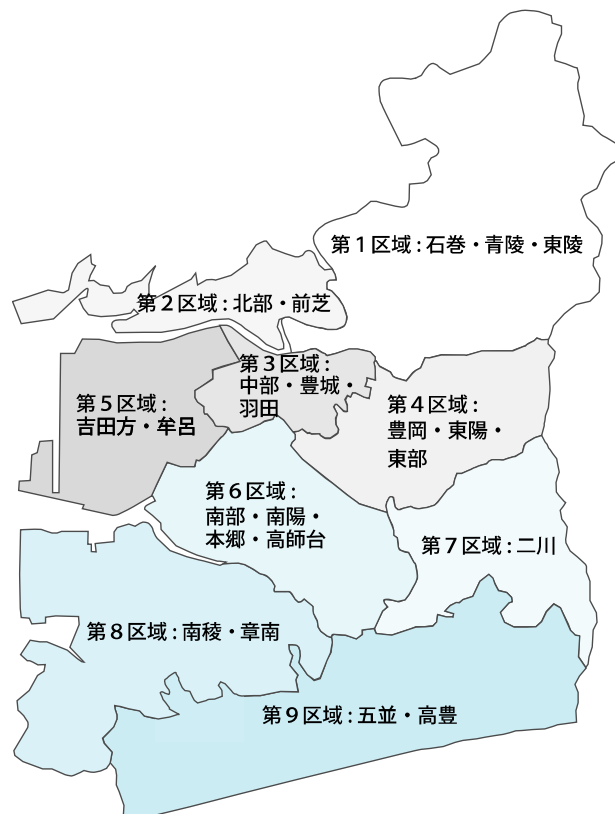 第1区域：石巻・青陵・東陵
第2区域：北部・前芝
第3区域：
中部・豊城・
羽田
第5区域：
吉田方・牟呂
第4区域：
豊岡・東陽・
東部
第6区域：
南部・南陽・
本郷・高師台
第7区域：二川
第8区域：南稜・章南
第9区域：五並・高豊